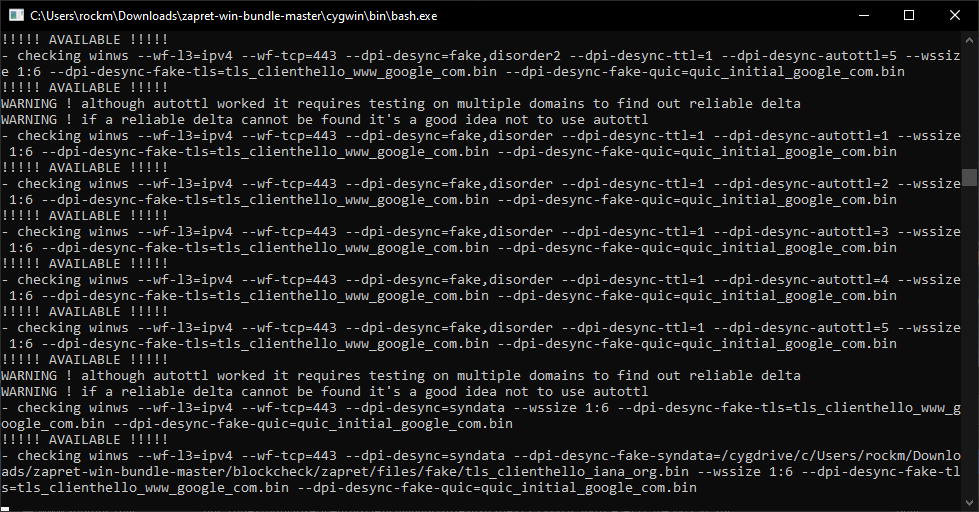 C:\Users\rockm\Downloads\zapret-win-bundle-master\cygwin\bin\bash.exe
!!!!! AVAILABLE !!!!!
- checking winws --wf-l3=ipv4 --wf-tcp=443 --dpi-desync=fake,disorder2 --dpi-desync-ttl=1 --dpi-desync-autottl=5 --wssiz
e 1:6 --dpi-desync-fake-tls=tls_clienthello_www_google_com.bin --dpi-desync-fake-quic=quic_initial_google_com.bin
!!!!! AVAILABLE !!!!!
WARNING ! although autottl worked it requires testing on multiple domains to find out reliable delta
WARNING ! if a reliable delta cannot be found it's a good idea not to use autottl
- checking winws --wf-l3=ipv4 --wf-tcp=443 --dpi-desync=fake,disorder --dpi-desync-ttl=1 --dpi-desync-autottl=1 --wssize
 1:6 --dpi-desync-fake-tls=tls_clienthello_www_google_com.bin --dpi-desync-fake-quic=quic_initial_google_com.bin
!!!!! AVAILABLE !!!!!
- checking winws --wf-l3=ipv4 --wf-tcp=443 --dpi-desync=fake,disorder --dpi-desync-ttl=1 --dpi-desync-autottl=2 --wssize
 1:6 --dpi-desync-fake-tls=tls_clienthello_www_google_com.bin --dpi-desync-fake-quic=quic_initial_google_com.bin
!!!!! AVAILABLE !!!!!
- checking winws --wf-l3=ipv4 --wf-tcp=443 --dpi-desync=fake,disorder --dpi-desync-ttl=1 --dpi-desync-autottl=3 --wssize
 1:6 --dpi-desync-fake-tls=tls_clienthello_www_google_com.bin --dpi-desync-fake-quic=quic_initial_google_com.bin
!!!!! AVAILABLE !!!!!
- checking winws --wf-l3=ipv4 --wf-tcp=443 --dpi-desync=fake,disorder --dpi-desync-ttl=1 --dpi-desync-autottl=4 --wssize
 1:6 --dpi-desync-fake-tls=tls_clienthello_www_google_com.bin --dpi-desync-fake-quic=quic_initial_google_com.bin
!!!!! AVAILABLE !!!!!
- checking winws --wf-l3=ipv4 --wf-tcp=443 --dpi-desync=fake,disorder --dpi-desync-ttl=1 --dpi-desync-autottl=5 --wssize
 1:6 --dpi-desync-fake-tls=tls_clienthello_www_google_com.bin --dpi-desync-fake-quic=quic_initial_google_com.bin
!!!!! AVAILABLE !!!!!
WARNING ! although autottl worked it requires testing on multiple domains to find out reliable delta
WARNING ! if a reliable delta cannot be found it's a good idea not to use autottl
- checking winws --wf-l3=ipv4 --wf-tcp=443 --dpi-desync=syndata --wssize 1:6 --dpi-desync-fake-tls=tls_clienthello_www_g
oogle_com.bin --dpi-desync-fake-quic=quic_initial_google_com.bin
!!!!! AVAILABLE !!!!!
- checking winws --wf-l3=ipv4 --wf-tcp=443 --dpi-desync=syndata --dpi-desync-fake-syndata=/cygdrive/c/Users/rockm/Downlo
ads/zapret-win-bundle-master/blockcheck/zapret/files/fake/tls_clienthello_iana_org.bin --wssize 1:6 --dpi-desync-fake-tl
s=tls_clienthello_www_google_com.bin --dpi-desync-fake-quic=quic_initial_google_com.bin